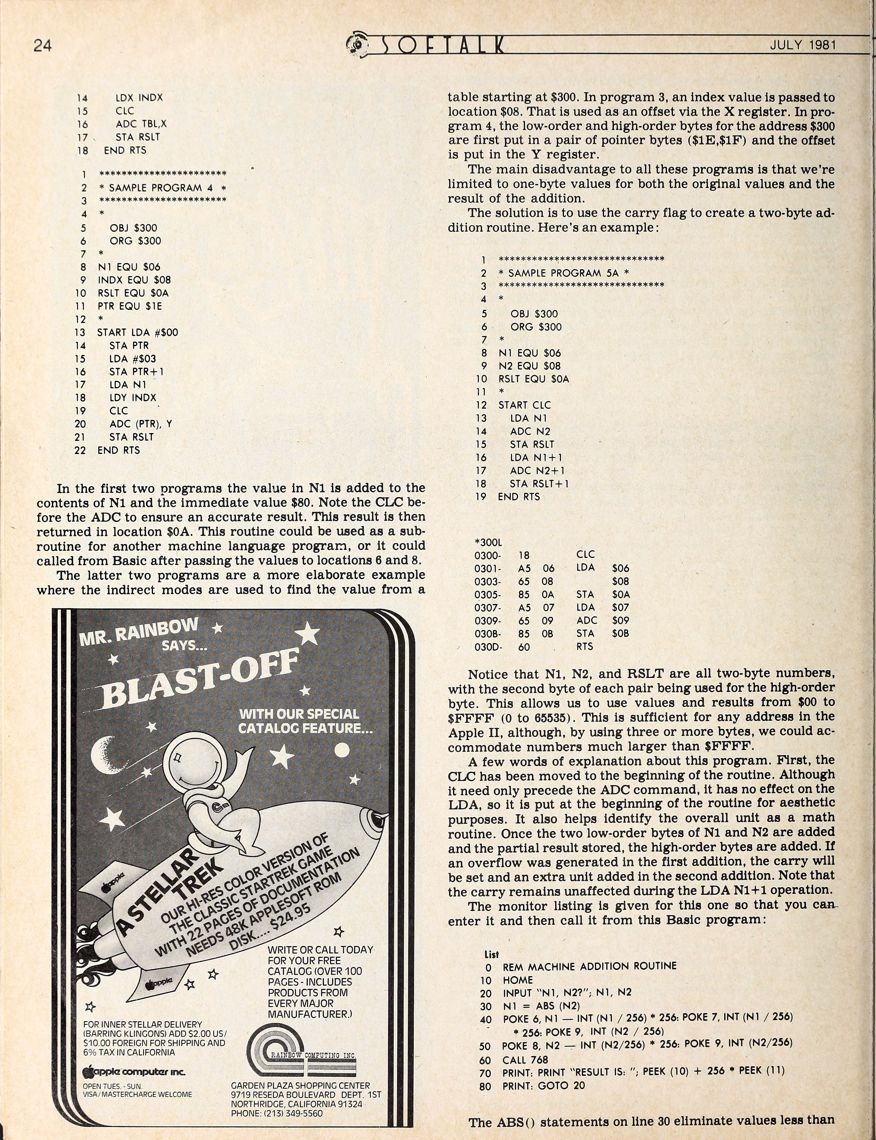 24
SOFTALK
JULY 1981
14 LDX INDX
15 CLC
16 ADC TBL,X
17 STA RSLT
18 END RTS
1 ***********************
2 * SAMPLE PROGRAM 4 *
3 ***********************
4 *
5 OBJ $300
6 ORG $300
7 *
8 N1 EQU $06
9 INDX EQU $08
10 RSLT EQU $0A
11 PTR EQU $1E
12 *
13 START LDA #$00
14 STA PTR
15 LDA #$03
16 STA PTR+1
17 LDA N1
18 LDY INDX
19 CLC
20 ADC (PTR), Y
21 STA RSLT
22 END RTS
In the first two programs the value in N1 is added to the
contents of N1 and the immediate value $80. Note the CLC be-
fore the ADC to ensure an accurate result. This result is then
returned in location $0A. This routine could be used as a sub-
routine for another machine language program, or it could
called from Basic after passing the values to locations 6 and 8.
The latter two programs are a more elaborate example
where the indirect modes are used to find the value from a
MR. RAINBOW
SAYS...
BLAST-OFF
WITH OUR SPECIAL
CATALOG FEATURE...
A STELLAR
TREK
OUR HI-RES COLOR VERSION OF
THE CLASSIC STARTREK GAME
WITH 22 PAGES OF DOCUMENTATION
NEEDS 48K APPLESOFT ROM
DISK.... $24.95
apple
apple
WRITE OR CALL TODAY
FOR YOUR FREE
CATALOG (OVER 100
PAGES - INCLUDES
PRODUCTS FROM
EVERY MAJOR
MANUFACTURER.)
FOR INNER STELLAR DELIVERY
(BARRING KLINGONS) ADD $2.00 US/
$10.00 FOREIGN FOR SHIPPING AND
6% TAX IN CALIFORNIA
apple computer inc.
OPEN TUES. - SUN.
VISA/MASTERCHARGE WELCOME
RAINBOW COMPUTING INC.
GARDEN PLAZA SHOPPING CENTER
9719 RESEDA BOULEVARD DEPT. 1ST
NORTHRIDGE, CALIFORNIA 91324
PHONE: (213) 349-5560
table starting at $300. In program 3, an index value is passed to
location $08. That is used as an offset via the X register. In pro-
gram 4, the low-order and high-order bytes for the address $300
are first put in a pair of pointer bytes ($1E,$1F) and the offset
is put in the Y register.
The main disadvantage to all these programs is that we're
limited to one-byte values for both the original values and the
result of the addition.
The solution is to use the carry flag to create a two-byte ad-
dition routine. Here's an example:
1 ******************************
2 * SAMPLE PROGRAM 5A *
3 ******************************
4 *
5 OBJ $300
6 ORG $300
7 *
8 N1 EQU $06
9 N2 EQU $08
10 RSLT EQU $0A
11 *
12 START CLC
13 LDA N1
14 ADC N2
15 STA RSLT
16 LDA N1+1
17 ADC N2+1
18 STA RSLT+1
19 END RTS
*300L
0300- 18 CLC
0301- A5 06 LDA $06
0303- 65 08 $08
0305- 85 0A STA $0A
0307- A5 07 LDA $07
0309- 65 09 ADC $09
030B- 85 0B STA $0B
030D- 60 RTS
Notice that N1, N2, and RSLT are all two-byte numbers,
with the second byte of each pair being used for the high-order
byte. This allows us to use values and results from $00 to
$FFFF (0 to 65535). This is sufficient for any address in the
Apple II, although, by using three or more bytes, we could ac-
commodate numbers much larger than $FFFF.
A few words of explanation about this program. First, the
CLC has been moved to the beginning of the routine. Although
it need only precede the ADC command, it has no effect on the
LDA, so it is put at the beginning of the routine for aesthetic
purposes. It also helps identify the overall unit as a math
routine. Once the two low-order bytes of N1 and N2 are added
and the partial result stored, the high-order bytes are added. If
an overflow was generated in the first addition, the carry will
be set and an extra unit added in the second addition. Note that
the carry remains unaffected during the LDA N1+1 operation.
The monitor listing is given for this one so that you can
enter it and then call it from this Basic program:
List
0 REM MACHINE ADDITION ROUTINE
10 HOME
20 INPUT "N1, N2?"; N1, N2
30 N1 = ABS (N2)
40 POKE 6, N1 — INT (N1 / 256) * 256: POKE 7, INT (N1 / 256)
* 256: POKE 9, INT (N2 / 256)
50 POKE 8, N2 — INT (N2/256) * 256: POKE 9, INT (N2/256)
60 CALL 768
70 PRINT: PRINT "RESULT IS: "; PEEK (10) + 256 * PEEK (11)
80 PRINT: GOTO 20
The ABS() statements on line 30 eliminate values less than